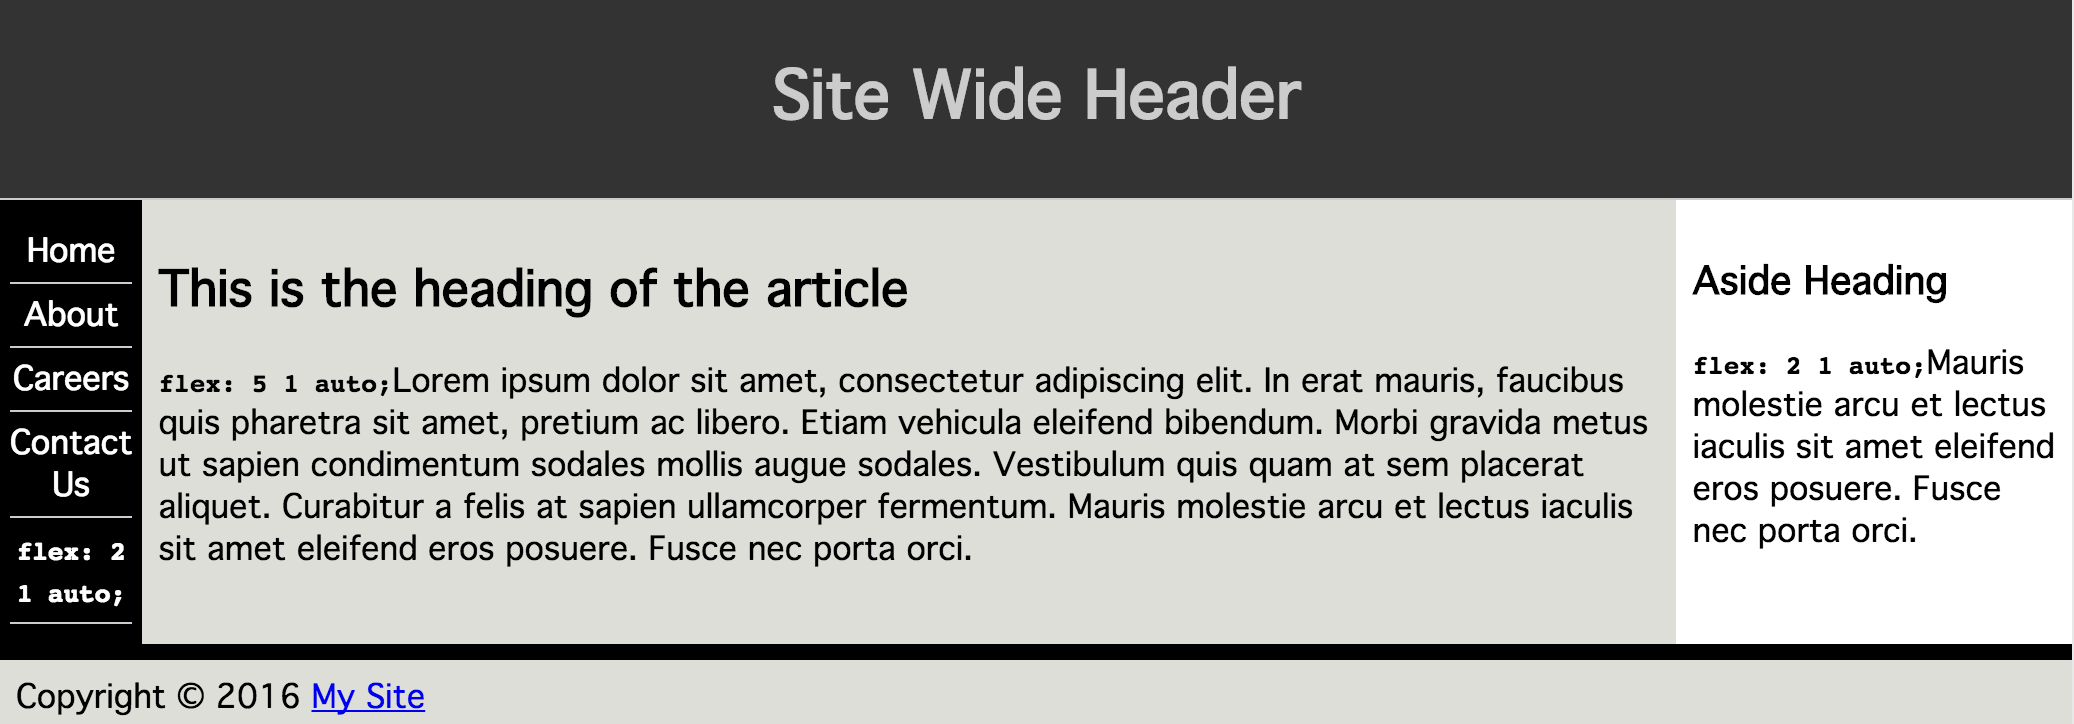 Site Wide Header
Home
About
Careers
Contact
Us
flex: 2
1 auto;
This is the heading of the article
flex: 5 1 auto;Lorem ipsum dolor sit amet, consectetur adipiscing elit. In erat mauris, faucibus
quis pharetra sit amet, pretium ac libero. Etiam vehicula eleifend bibendum. Morbi gravida metus
ut sapien condimentum sodales mollis augue sodales. Vestibulum quis quam at sem placerat
aliquet. Curabitur a felis at sapien ullamcorper fermentum. Mauris molestie arcu et lectus iaculis
sit amet eleifend eros posuere. Fusce nec porta orci.
Aside Heading
flex: 2 1 auto;Mauris
molestie arcu et lectus
iaculis sit amet eleifend
eros posuere. Fusce
nec porta orci.
Copyright © 2016 My Site